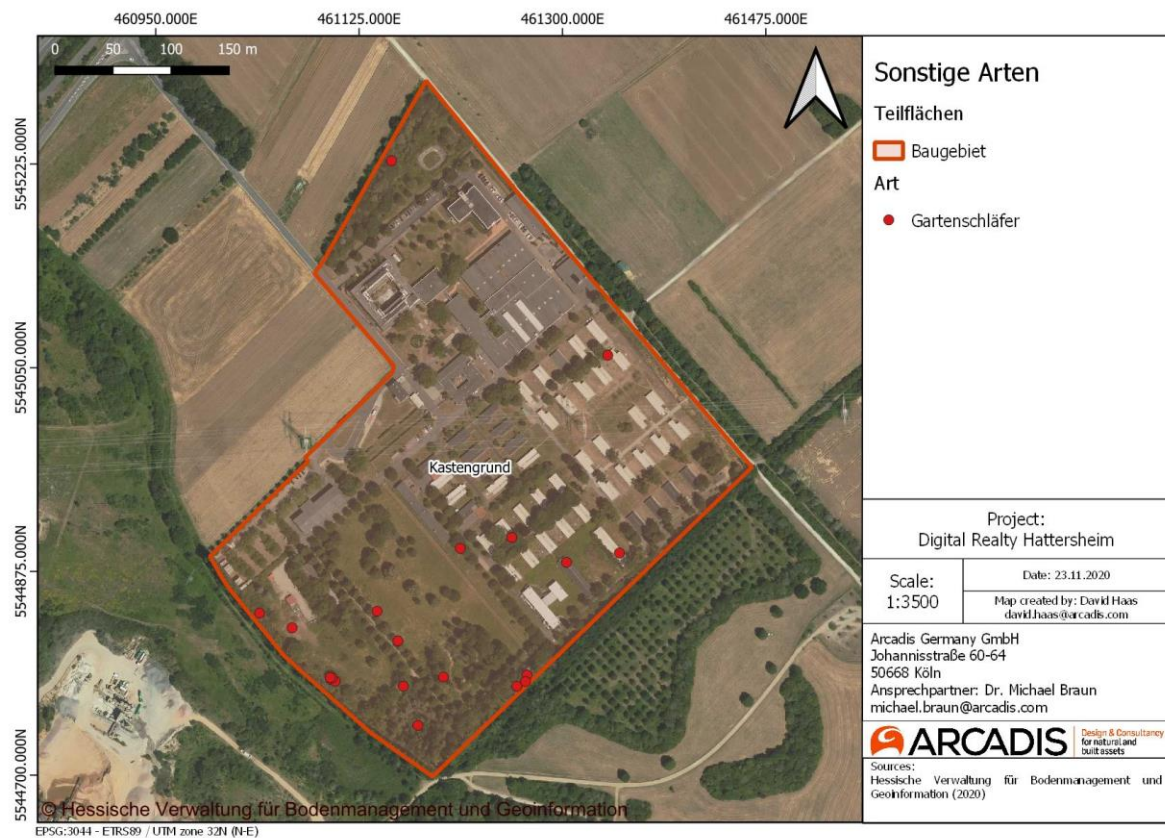 460950.000E 461125.000E 461300.000E 461475.000E
0 50 100 150 m
5545225.000N
5545050.000N
5544875.000N
5544700.000N
Kastengrund
© Hessische Verwaltung für Bodenmanagement und Geoinformation
EPSG:3044 - ETRS89 / UTM zone 32N (N-E)
Sonstige Arten
Teilflächen
Baugebiet
Art
Gartenschläfer
Project:
Digital Realty Hattersheim
Scale:
1:3500
Date: 23.11.2020
Map created by: David Haas
david.haas@arcadis.com
Arcadis Germany GmbH
Johannisstraße 60-64
50668 Köln
Ansprechpartner: Dr. Michael Braun
michael.braun@arcadis.com
ARCADIS
Design & Consultancy
for natural and
built assets
Sources:
Hessische Verwaltung für Bodenmanagement und
Geoinformation (2020)